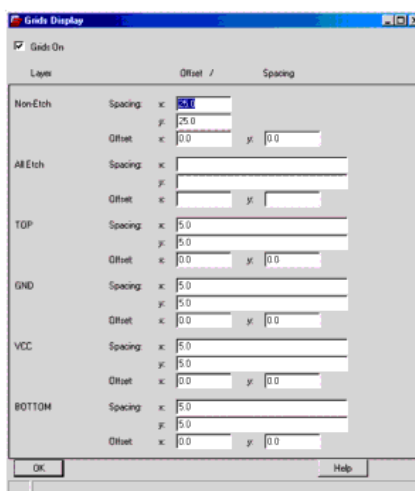 Grids Display
Grids On
Layer Offset / Spacing
Non-Etch Spacing: x: 25.0
y: 25.0
Offset x: 0.0 y: 0.0
All Etch Spacing: x:
y:
Offset x: y:
TOP Spacing: x: 5.0
y: 5.0
Offset x: 0.0 y: 0.0
GND Spacing: x: 5.0
y: 5.0
Offset x: 0.0 y: 0.0
VCC Spacing: x: 5.0
y: 5.0
Offset x: 0.0 y: 0.0
BOTTOM Spacing: x: 5.0
y: 5.0
Offset x: 0.0 y: 0.0
OK Help